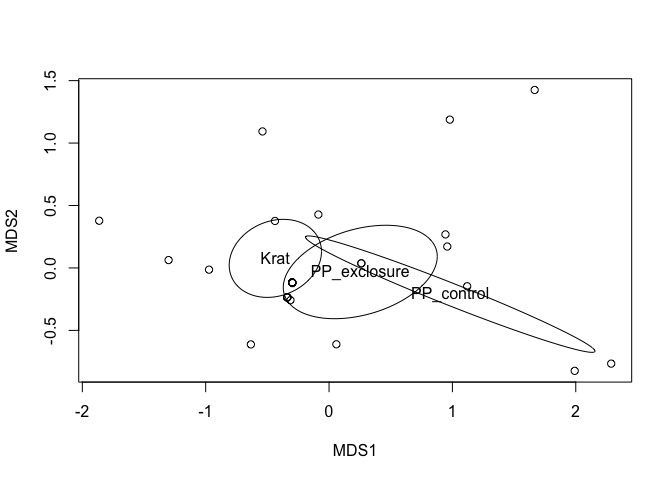 1.5
1.0
0.5
0.0
-0.5
MDS2
Krat
PP_exclosure
PP_control
-2 -1 0 1 2
MDS1